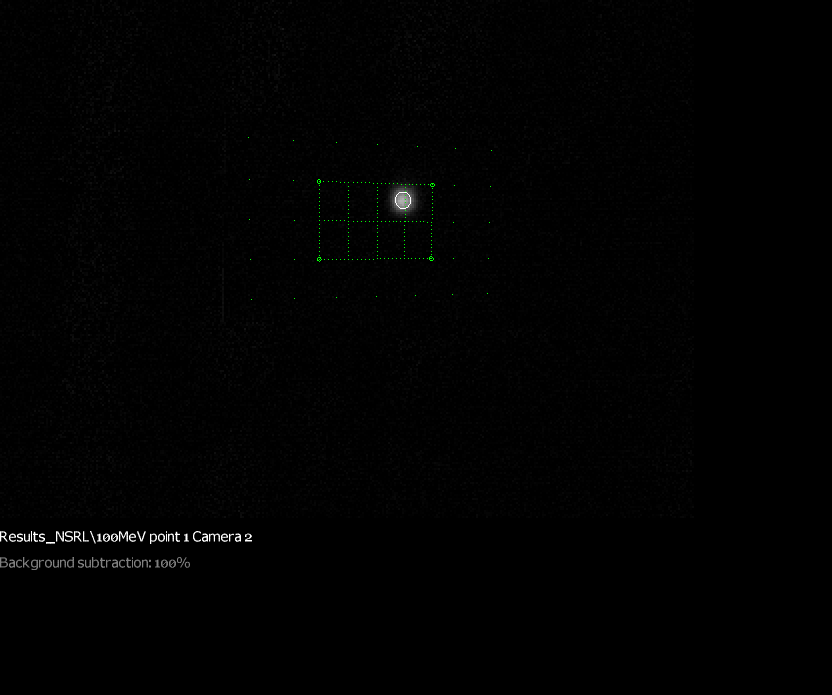 Results_NSRL\100MeV point 1 Camera 2
Background subtraction: 100%